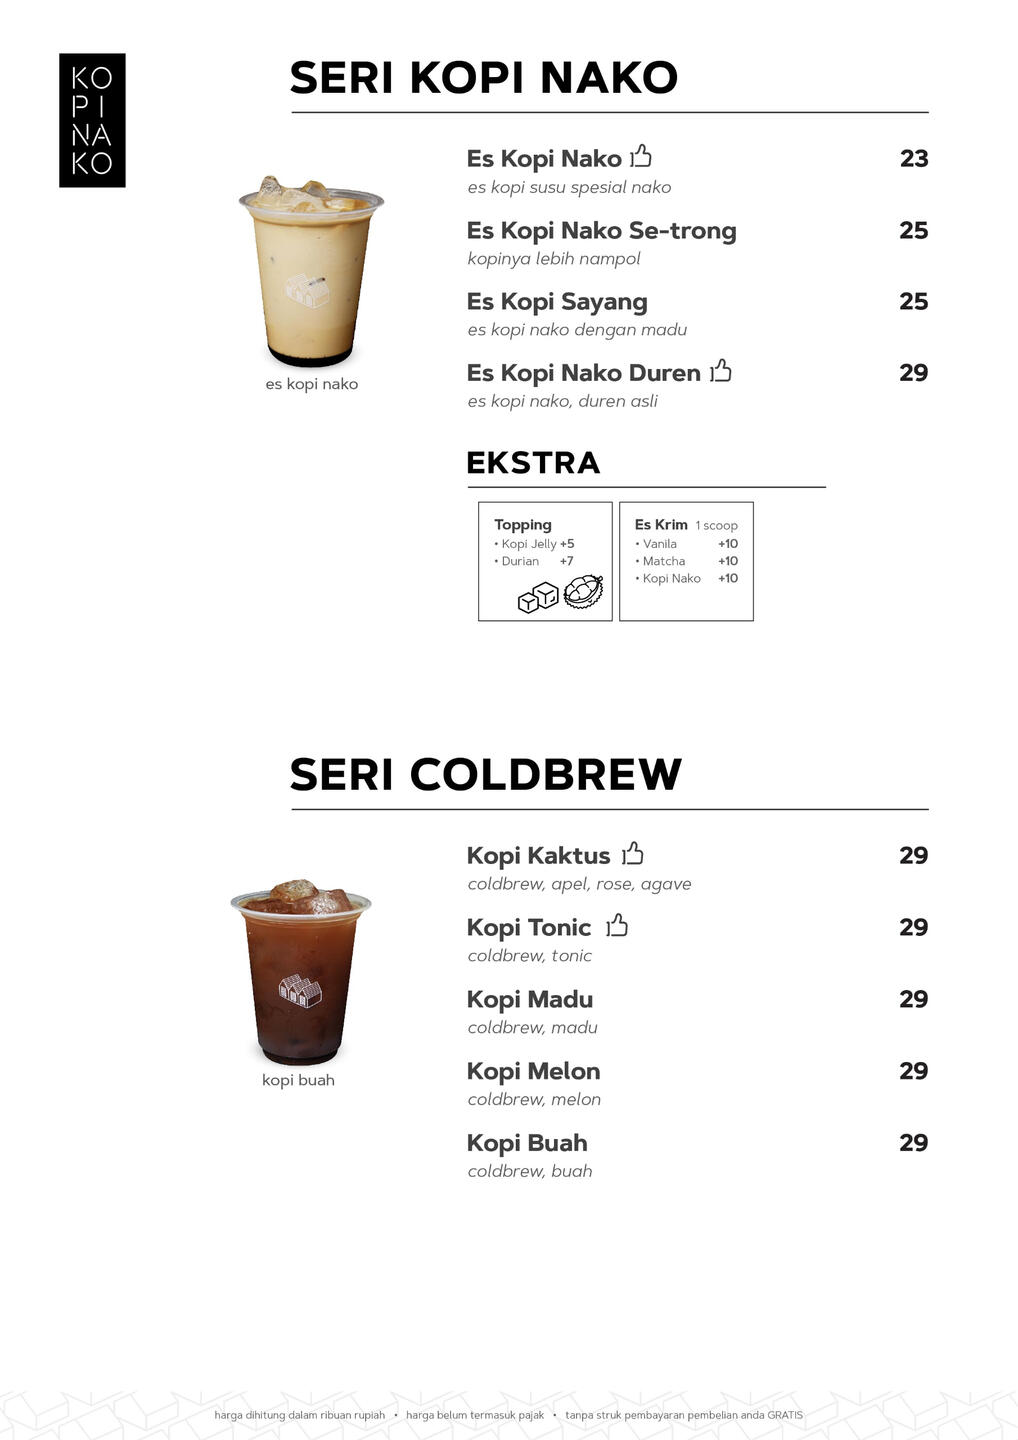 KO
PI
NA
KO
SERI KOPI NAKO
Es Kopi Nako 23
es kopi susu spesial nako
Es Kopi Nako Se-trong 25
kopinya lebih nampol
Es Kopi Sayang 25
es kopi nako dengan madu
Es Kopi Nako Duren 29
es kopi nako, duren asli
es kopi nako
EKSTRA
Topping
• Kopi Jelly +5
• Durian +7
Es Krim 1 scoop
• Vanila +10
• Matcha +10
• Kopi Nako +10
SERI COLDBREW
Kopi Kaktus 29
coldbrew, apel, rose, agave
Kopi Tonic 29
coldbrew, tonic
Kopi Madu 29
coldbrew, madu
Kopi Melon 29
coldbrew, melon
Kopi Buah 29
coldbrew, buah
kopi buah
harga dihitung dalam ribuan rupiah • harga belum termasuk pajak • tanpa struk pembayaran pembelian anda GRATIS